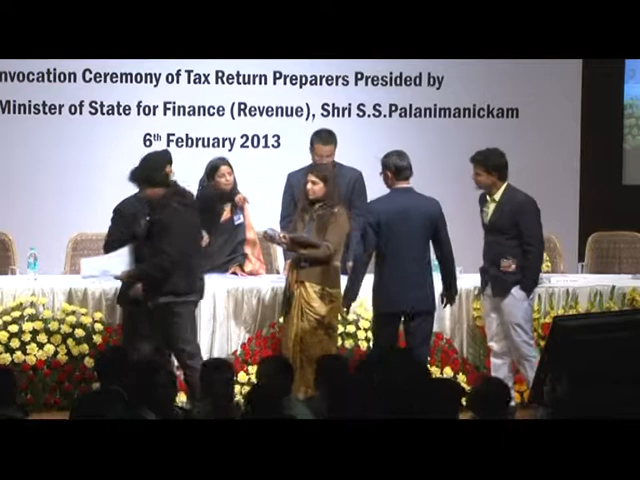 nvocation Ceremony of Tax Return Preparers Presided by
Minister of State for Finance (Revenue), Shri S.S.Palanimanickam
6th February 2013